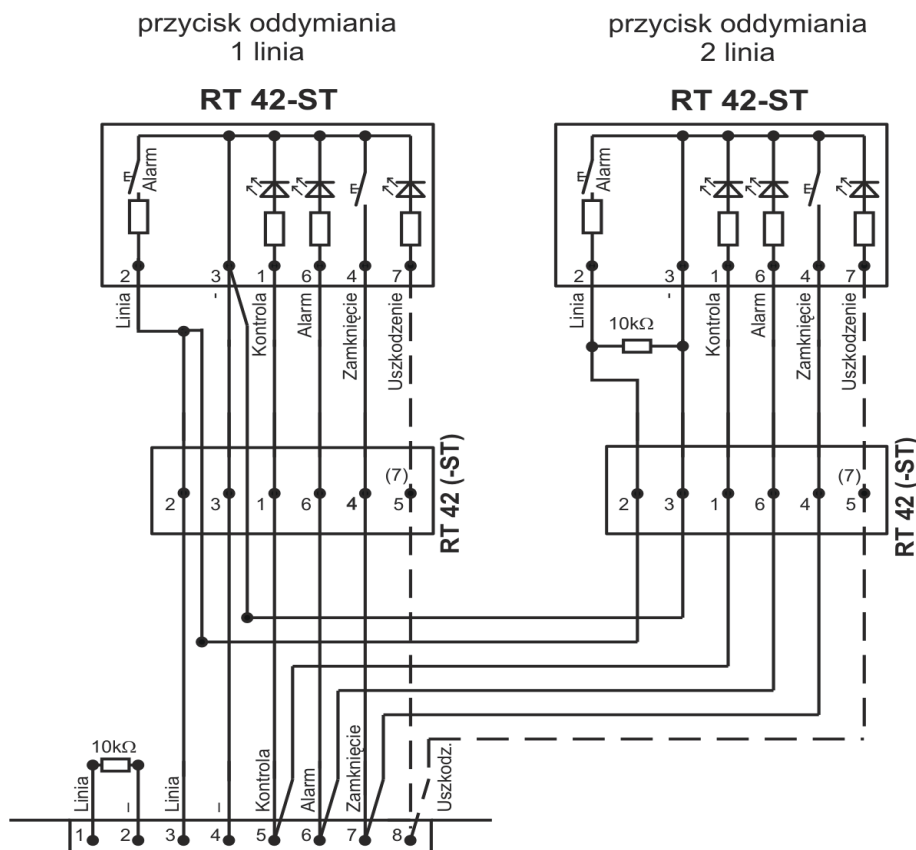 przycisk oddymiania
1 linia
RT 42-ST
Alarm
2
3
1
6
4
7
Linia
-
Kontrola
Alarm
Zamknięcie
Uszkodzenie
2
3
1
6
4
(7)
5
RT 42 (-ST)
przycisk oddymiania
2 linia
RT 42-ST
Alarm
2
3
1
6
4
7
Linia
-
Kontrola
Alarm
Zamknięcie
Uszkodzenie
10kΩ
2
3
1
6
4
(7)
5
RT 42 (-ST)
10kΩ
Linia
-
Linia
-
Kontrola
Alarm
Zamknięcie
Uszkodz.
1
2
3
4
5
6
7
8